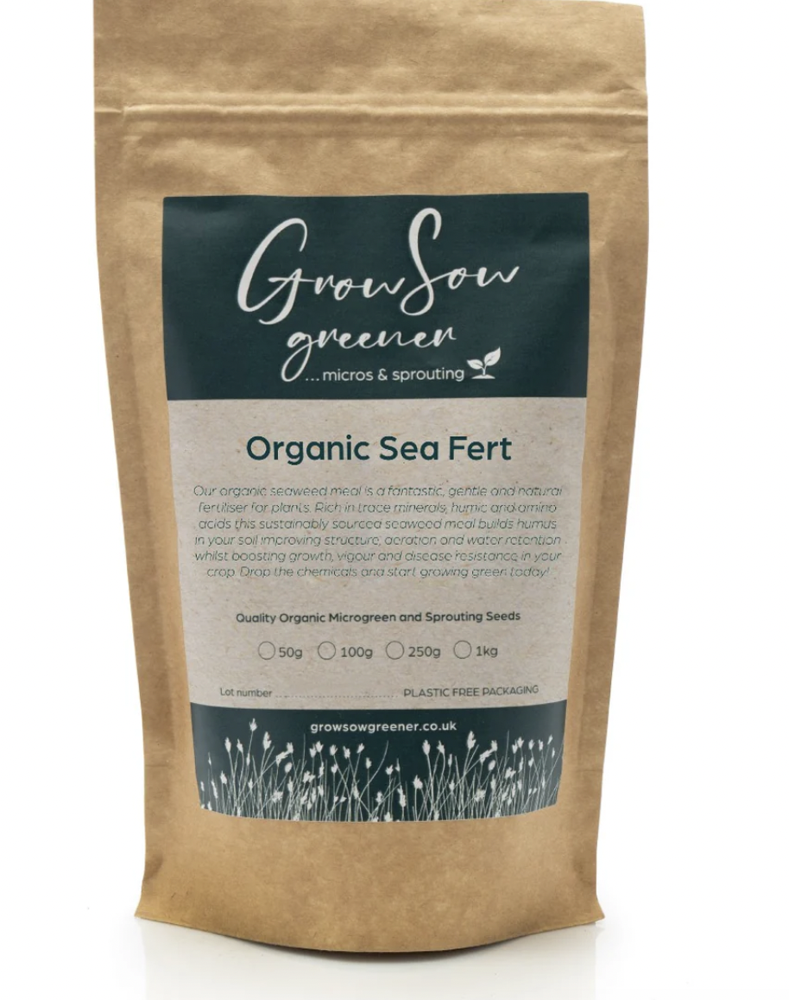 GrowSow
greener
...micros & sprouting
Organic Sea Fert
Our organic seaweed meal is a fantastic, gentle and natural
fertiliser for plants. Rich in trace minerals, humic and amino
acids this sustainably sourced seaweed meal builds humus
in your soil improving structure, aeration and water retention
whilst boosting growth, vigour and disease resistance in your
crop. Drop the chemicals and start growing green today!
Quality Organic Microgreen and Sprouting Seeds
50g 100g 250g 1kg
Lot number .............................. PLASTIC FREE PACKAGING
growsowgreener.co.uk